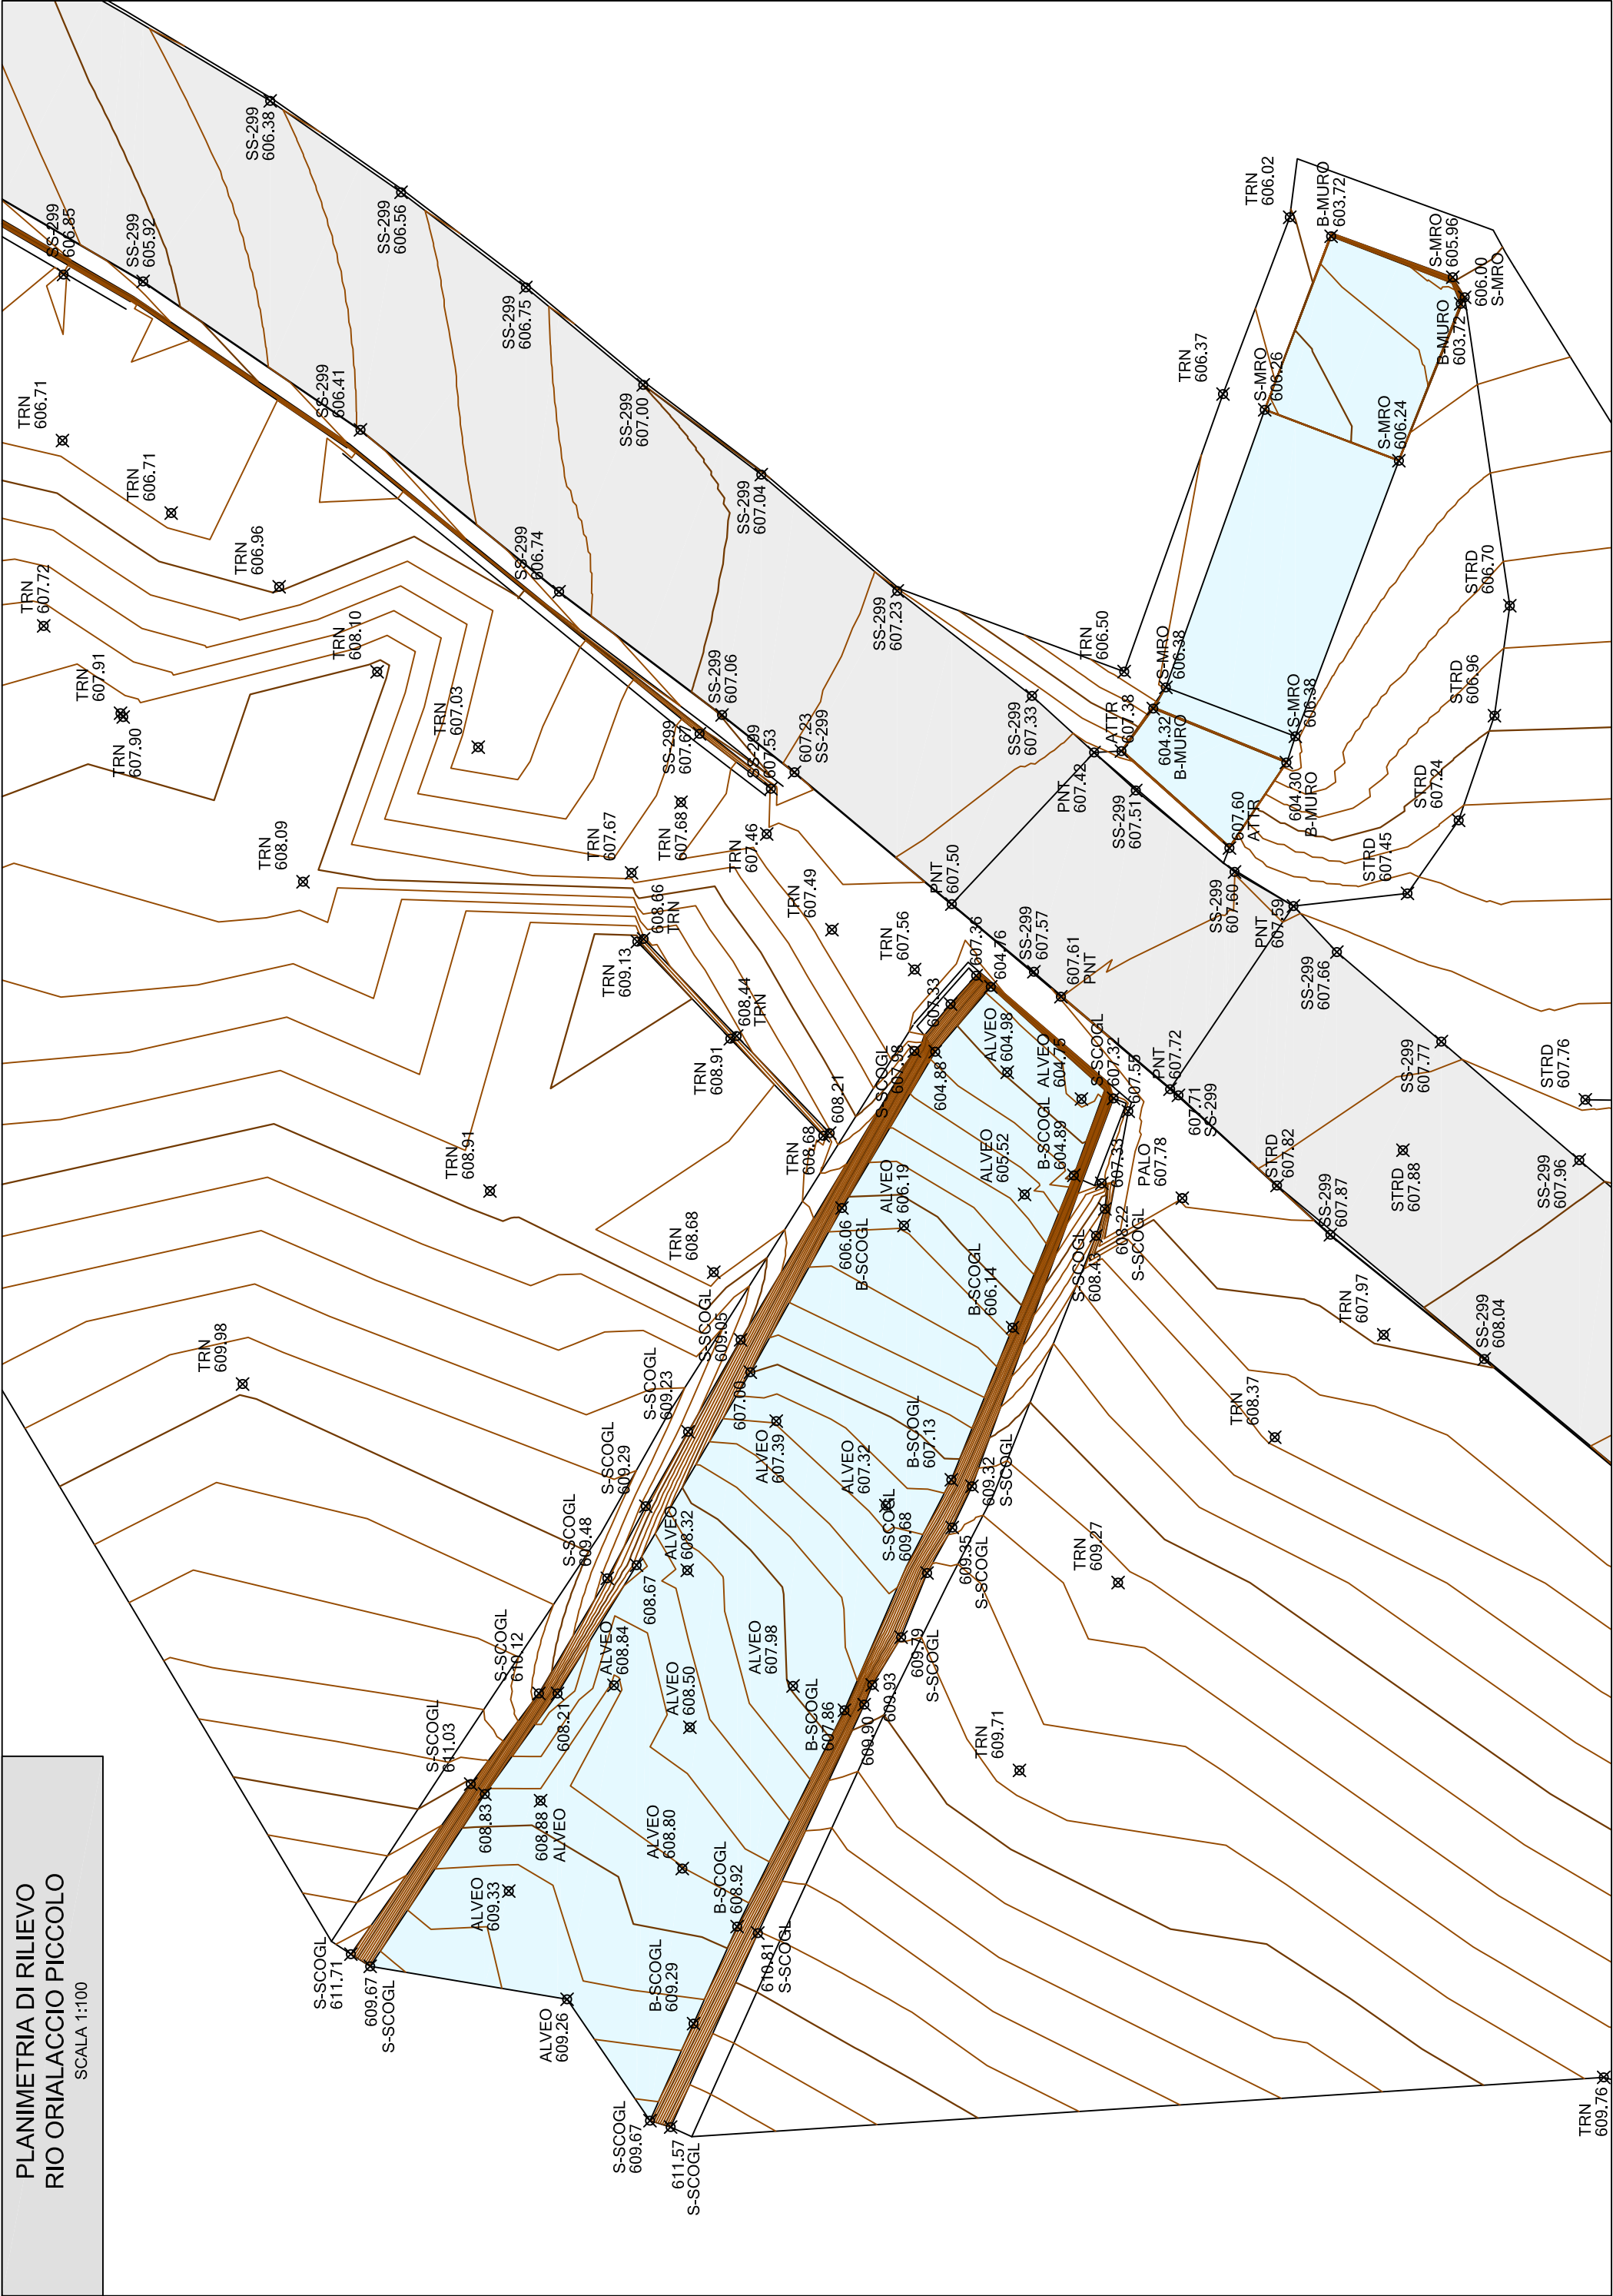 PLANIMETRIA DI RILIEVO
RIO ORIALACCIO PICCOLO
SCALA 1:100
S-SCOGL
611.71
609.67
S-SCOGL
ALVEO
609.26
S-SCOGL
609.67
611.57
S-SCOGL
B-SCOGL
609.29
ALVEO
609.33
B-SCOGL
608.92
610.81
S-SCOGL
ALVEO
608.80
608.88
ALVEO
608.83
S-SCOGL
611.03
S-SCOGL
610.12
608.21
ALVEO
608.84
ALVEO
608.50
ALVEO
607.98
B-SCOGL
607.86
609.90
609.93
609.79
S-SCOGL
S-SCOGL
609.48
608.67
ALVEO
608.32
S-SCOGL
609.29
S-SCOGL
609.23
S-SCOGL
609.05
607.00
ALVEO
607.39
ALVEO
607.32
S-SCOGL
609.68
609.35
S-SCOGL
B-SCOGL
607.13
609.32
S-SCOGL
TRN
609.76
TRN
609.71
TRN
609.27
TRN
608.37
TRN
607.97
SS-299
608.04
SS-299
607.87
STRD
607.82
STRD
607.88
SS-299
607.96
STRD
607.76
SS-299
607.77
SS-299
607.66
PALO
607.78
B-SCOGL
606.14
S-SCOGL
608.43
608.22
S-SCOGL
607.33
B-SCOGL
604.89
ALVEO
605.52
ALVEO
606.19
606.06
B-SCOGL
ALVEO
604.75
ALVEO
604.98
S-SCOGL
607.32
607.55
S-SCOGL
607.98
604.88
607.33
607.36
604.76
PNT
607.72
607.71
SS-299
607.61
PNT
SS-299
607.57
PNT
607.50
PNT
607.59
SS-299
607.60
607.60
ATTR
SS-299
607.51
PNT
607.42
ATTR
607.38
SS-299
607.33
SS-299
607.23
604.32
B-MURO
604.30
B-MURO
S-MRO
606.38
S-MRO
606.38
TRN
606.50
TRN
606.37
TRN
606.02
S-MRO
606.26
S-MRO
606.24
B-MURO
603.72
B-MURO
603.72
S-MRO
605.96
606.00
S-MRO
STRD
606.70
STRD
606.96
STRD
607.24
STRD
607.45
TRN
609.98
TRN
608.68
TRN
608.91
TRN
608.68
608.21
TRN
608.91
608.44
TRN
TRN
609.13
608.66
TRN
TRN
608.09
TRN
607.56
TRN
607.49
TRN
607.46
TRN
607.67
TRN
607.68
SS-299
607.53
607.23
SS-299
SS-299
607.67
SS-299
607.06
TRN
607.03
TRN
608.10
TRN
607.90
TRN
607.91
TRN
607.72
TRN
606.96
TRN
606.71
TRN
606.71
SS-299
606.74
SS-299
606.41
SS-299
605.92
SS-299
606.85
SS-299
607.04
SS-299
607.00
SS-299
606.75
SS-299
606.56
SS-299
606.38